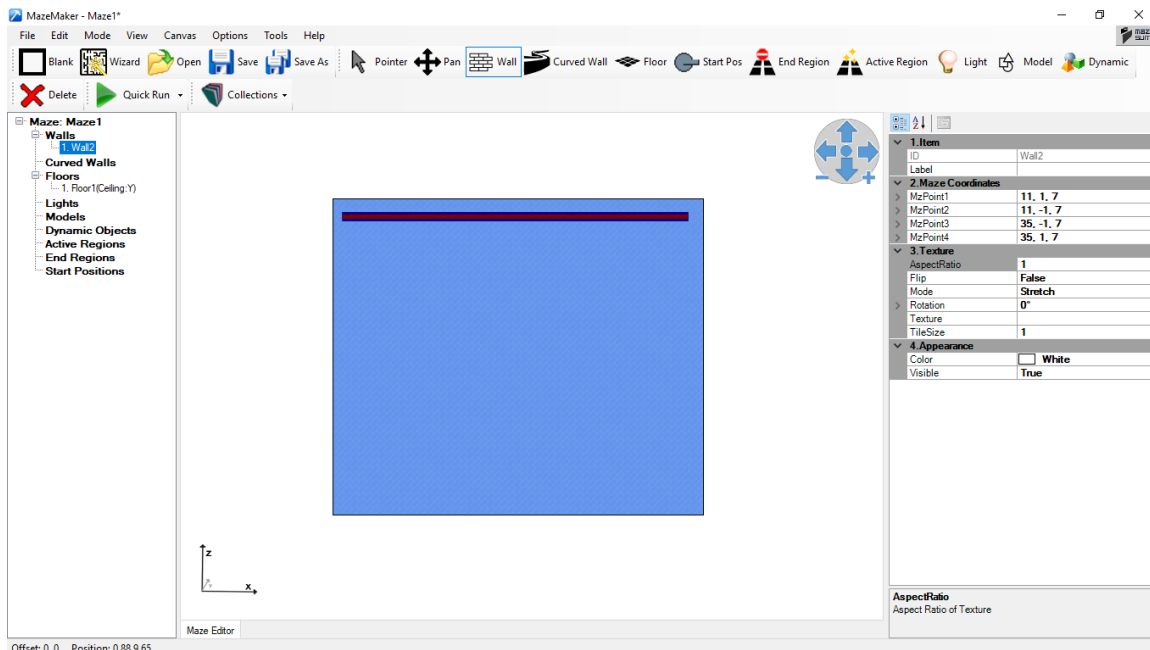 MazeMaker - Maze1*
File Edit Mode View Canvas Options Tools Help
Blank Wizard Open Save Save As Pointer Pan Wall Curved Wall Floor Start Pos End Region Active Region Light Model Dynamic
Delete Quick Run Collections
Maze: Maze1
Walls
1. Wall2
Curved Walls
Floors
1. Floor1(Ceiling:Y)
Lights
Models
Dynamic Objects
Active Regions
End Regions
Start Positions
z
x
Maze Editor
1.Item
ID Wall2
Label
2.Maze Coordinates
MzPoint1 11, 1, 7
MzPoint2 11, -1, 7
MzPoint3 35, -1, 7
MzPoint4 35, 1, 7
3.Texture
AspectRatio 1
Flip False
Mode Stretch
Rotation 0°
Texture
TileSize 1
4.Appearance
Color White
Visible True
AspectRatio
Aspect Ratio of Texture
Offset: 0, 0 Position: 0.88,9.65